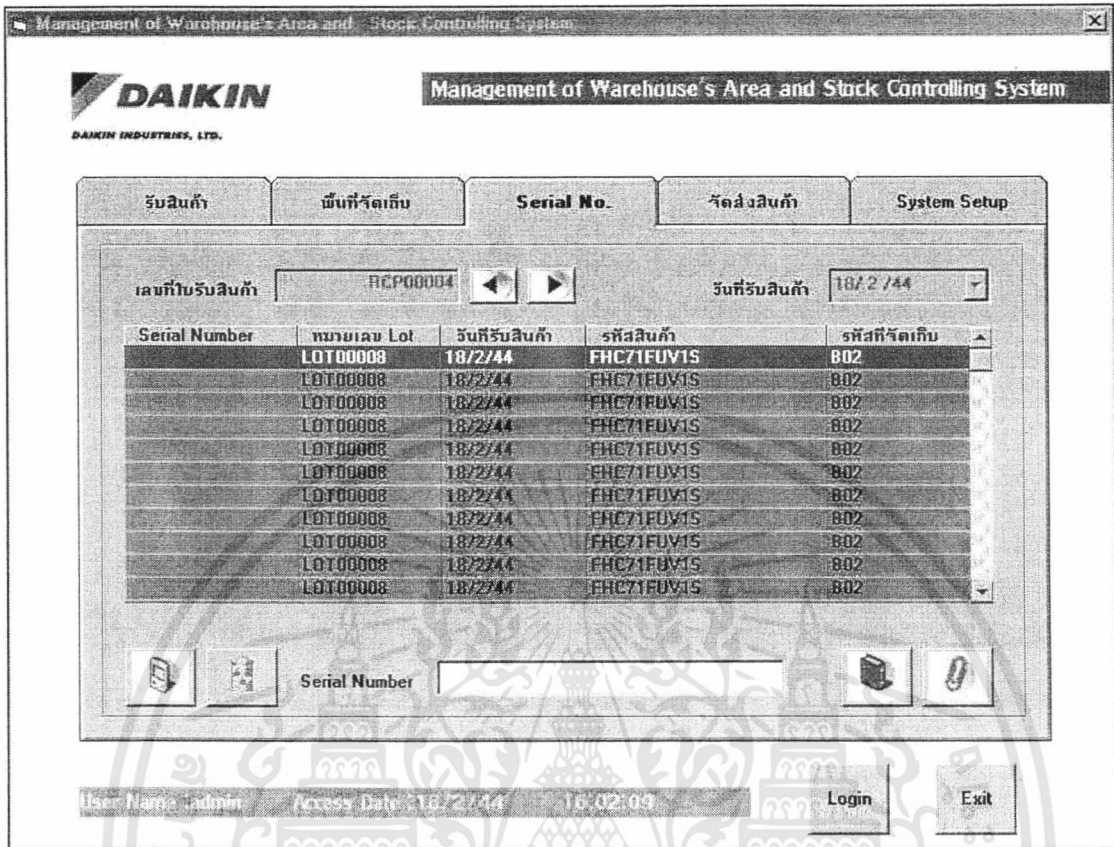 Management of Warehouse's Area and Stock Controlling System
DAIKIN
DAIKIN INDUSTRIES, LTD.
Management of Warehouse's Area and Stock Controlling System
รับสินค้า พื้นที่จัดเก็บ Serial No. จัดส่งสินค้า System Setup
เลขที่ใบรับสินค้า RCP00004 วันที่รับสินค้า 18/ 2 /44
Serial Number หมายเลข Lot วันที่รับสินค้า รหัสสินค้า รหัสที่จัดเก็บ
LOT00008 18/2/44 FHC71FUV1S B02
LOT00008 18/2/44 FHC71FUV1S B02
LOT00008 18/2/44 FHC71FUV1S B02
LOT00008 18/2/44 FHC71FUV1S B02
LOT00008 18/2/44 FHC71FUV1S B02
LOT00008 18/2/44 FHC71FUV1S B02
LOT00008 18/2/44 FHC71FUV1S B02
LOT00008 18/2/44 FHC71FUV1S B02
LOT00008 18/2/44 FHC71FUV1S B02
LOT00008 18/2/44 FHC71FUV1S B02
LOT00008 18/2/44 FHC71FUV1S B02
Serial Number
User Name : admin Access Date : 18/2/44 16:02:09 Login Exit